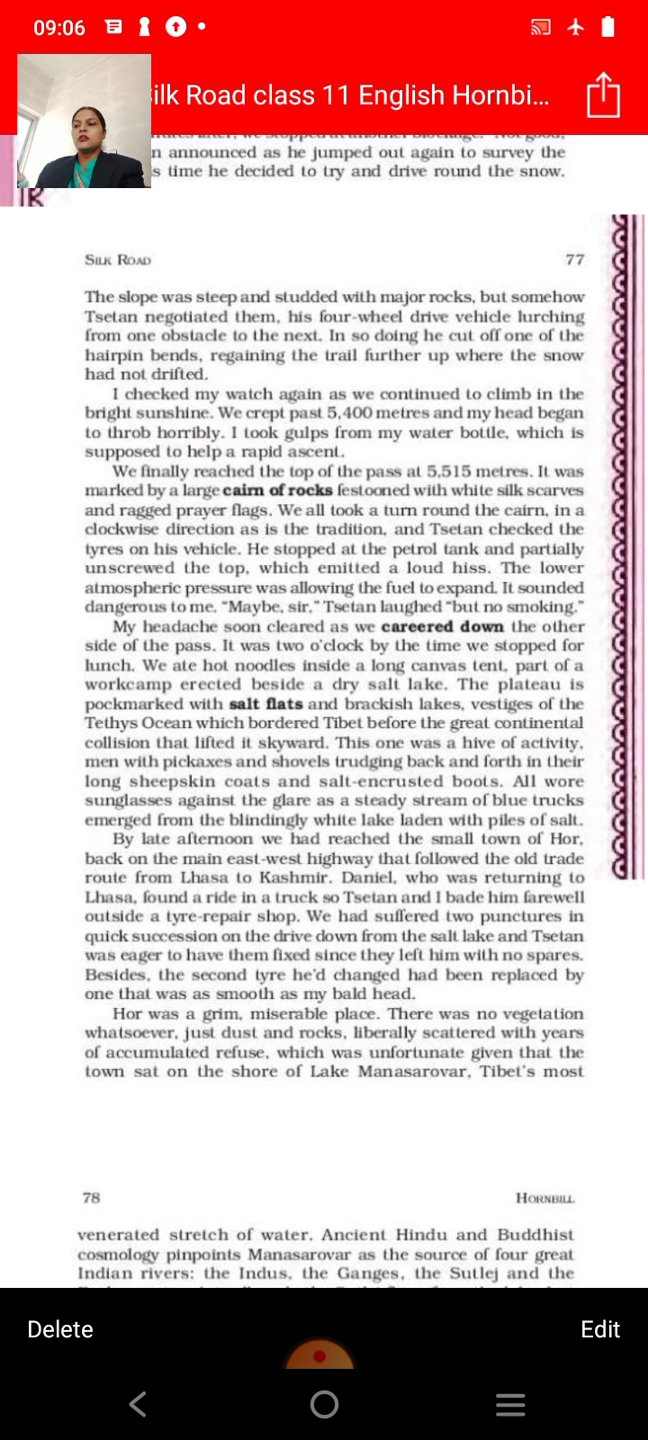 09:06
Silk Road class 11 English Hornbi...
announced as he jumped out again to survey the
time he decided to try and drive round the snow.
SILK ROAD 77
The slope was steep and studded with major rocks, but somehow
Tsetan negotiated them, his four-wheel drive vehicle lurching
from one obstacle to the next. In so doing he cut off one of the
hairpin bends, regaining the trail further up where the snow
had not drifted.
I checked my watch again as we continued to climb in the
bright sunshine. We crept past 5,400 metres and my head began
to throb horribly. I took gulps from my water bottle, which is
supposed to help a rapid ascent.
We finally reached the top of the pass at 5,515 metres. It was
marked by a large cairn of rocks festooned with white silk scarves
and ragged prayer flags. We all took a turn round the cairn, in a
clockwise direction as is the tradition, and Tsetan checked the
tyres on his vehicle. He stopped at the petrol tank and partially
unscrewed the top, which emitted a loud hiss. The lower
atmospheric pressure was allowing the fuel to expand. It sounded
dangerous to me. “Maybe, sir,” Tsetan laughed “but no smoking.”
My headache soon cleared as we careered down the other
side of the pass. It was two o’clock by the time we stopped for
lunch. We ate hot noodles inside a long canvas tent, part of a
workcamp erected beside a dry salt lake. The plateau is
pockmarked with salt flats and brackish lakes, vestiges of the
Tethys Ocean which bordered Tibet before the great continental
collision that lifted it skyward. This one was a hive of activity,
men with pickaxes and shovels trudging back and forth in their
long sheepskin coats and salt-encrusted boots. All wore
sunglasses against the glare as a steady stream of blue trucks
emerged from the blindingly white lake laden with piles of salt.
By late afternoon we had reached the small town of Hor,
back on the main east-west highway that followed the old trade
route from Lhasa to Kashmir. Daniel, who was returning to
Lhasa, found a ride in a truck so Tsetan and I bade him farewell
outside a tyre-repair shop. We had suffered two punctures in
quick succession on the drive down from the salt lake and Tsetan
was eager to have them fixed since they left him with no spares.
Besides, the second tyre he’d changed had been replaced by
one that was as smooth as my bald head.
Hor was a grim, miserable place. There was no vegetation
whatsoever, just dust and rocks, liberally scattered with years
of accumulated refuse, which was unfortunate given that the
town sat on the shore of Lake Manasarovar, Tibet’s most
78 HORNBILL
venerated stretch of water. Ancient Hindu and Buddhist
cosmology pinpoints Manasarovar as the source of four great
Indian rivers: the Indus, the Ganges, the Sutlej and the
Delete Edit